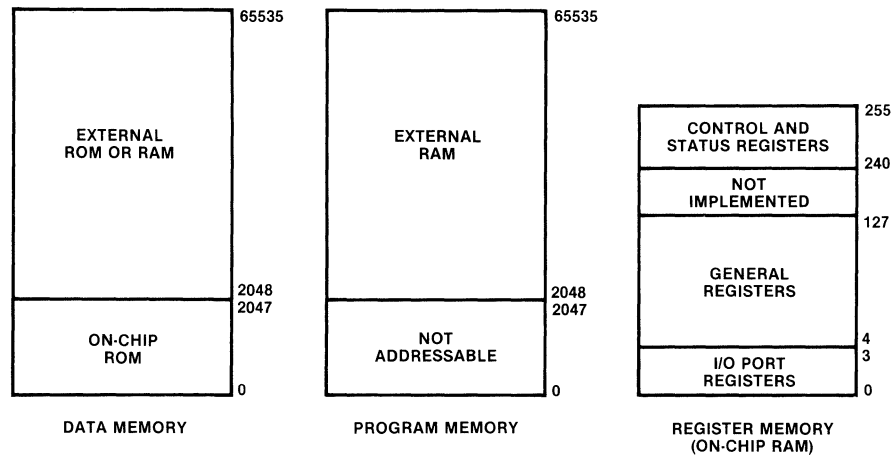 65535
EXTERNAL
ROM OR RAM
2048
2047
ON-CHIP
ROM
0
DATA MEMORY
65535
EXTERNAL
RAM
2048
2047
NOT
ADDRESSABLE
0
PROGRAM MEMORY
255
CONTROL AND
STATUS REGISTERS
240
NOT
IMPLEMENTED
127
GENERAL
REGISTERS
4
3
I/O PORT
REGISTERS
0
REGISTER MEMORY
(ON-CHIP RAM)